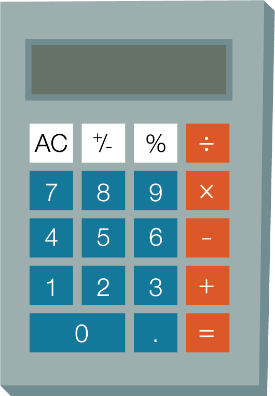 AC +/- % ÷
7 8 9 ×
4 5 6 -
1 2 3 +
0 . =